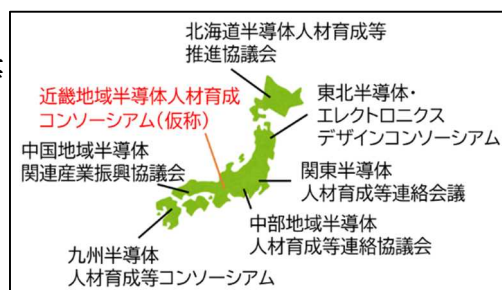 北海道半導体人材育成等
推進協議会
近畿地域半導体人材育成
コンソーシアム(仮称)
東北半導体・
エレクトロニクス
デザインコンソーシアム
中国地域半導体
関連産業振興協議会
関東半導体
人材育成等連絡会議
中部地域半導体
人材育成等連絡協議会
九州半導体
人材育成等コンソーシアム